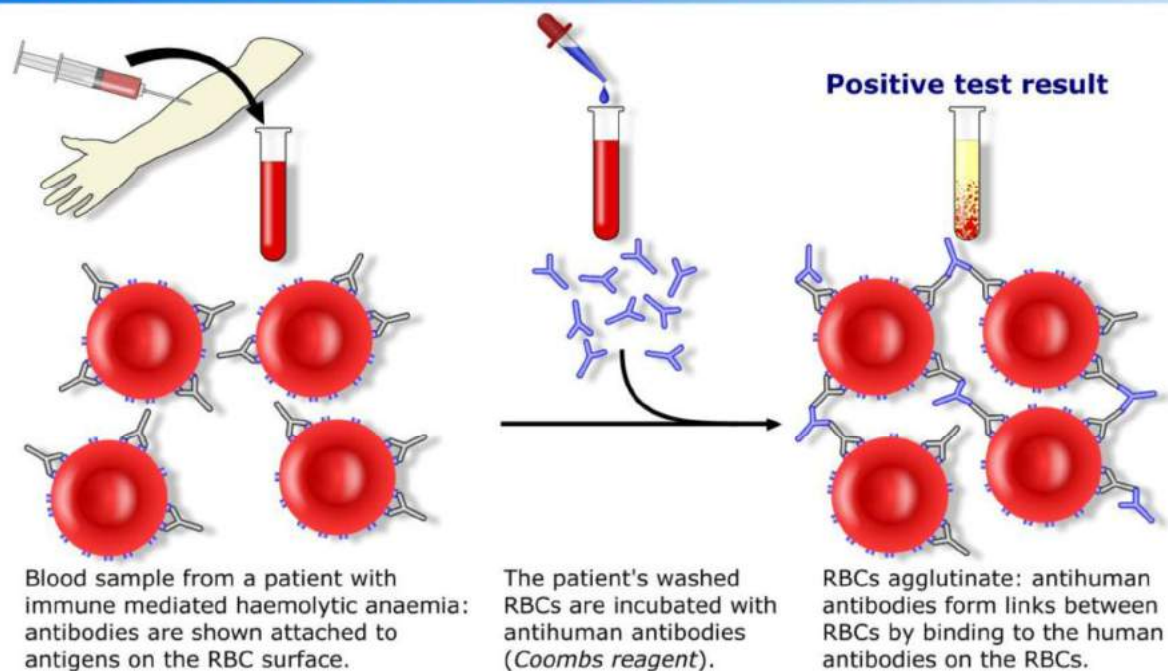 Positive test result
Blood sample from a patient with
immune mediated haemolytic anaemia:
antibodies are shown attached to
antigens on the RBC surface.
The patient's washed
RBCs are incubated with
antihuman antibodies
(Coombs reagent).
RBCs agglutinate: antihuman
antibodies form links between
RBCs by binding to the human
antibodies on the RBCs.